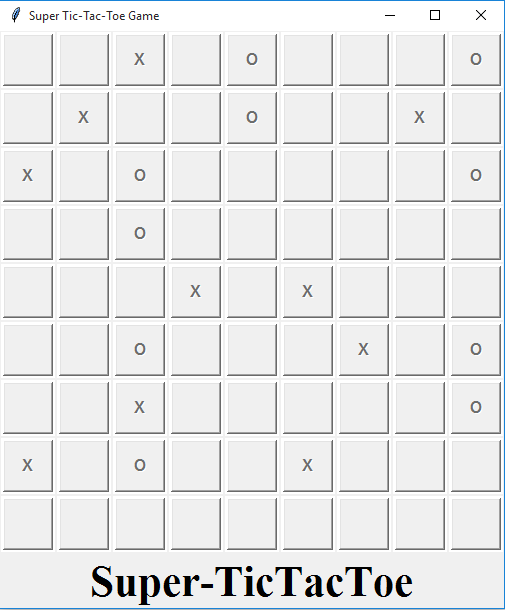 Super Tic-Tac-Toe Game
X O O
X O X
X O O
O
X X
O X O
X O
X O X
Super-TicTacToe